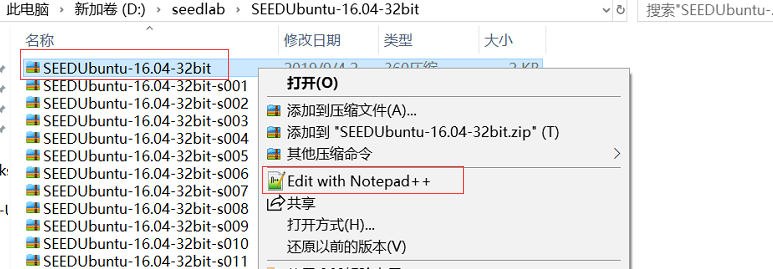 此电脑 › 新加卷 (D:) › seedlab › SEEDUbuntu-16.04-32bit
搜索"SEEDUbuntu-
名称 修改日期 类型 大小
SEEDUbuntu-16.04-32bit 2019/9/4 2 360压缩 2 KB
SEEDUbuntu-16.04-32bit-s001
SEEDUbuntu-16.04-32bit-s002
SEEDUbuntu-16.04-32bit-s003
SEEDUbuntu-16.04-32bit-s004
SEEDUbuntu-16.04-32bit-s005
SEEDUbuntu-16.04-32bit-s006
SEEDUbuntu-16.04-32bit-s007
SEEDUbuntu-16.04-32bit-s008
SEEDUbuntu-16.04-32bit-s009
SEEDUbuntu-16.04-32bit-s010
SEEDUbuntu-16.04-32bit-s011
打开(O)
添加到压缩文件(A)...
添加到 "SEEDUbuntu-16.04-32bit.zip" (T)
其他压缩命令
Edit with Notepad++
共享
打开方式(H)...
还原以前的版本(V)